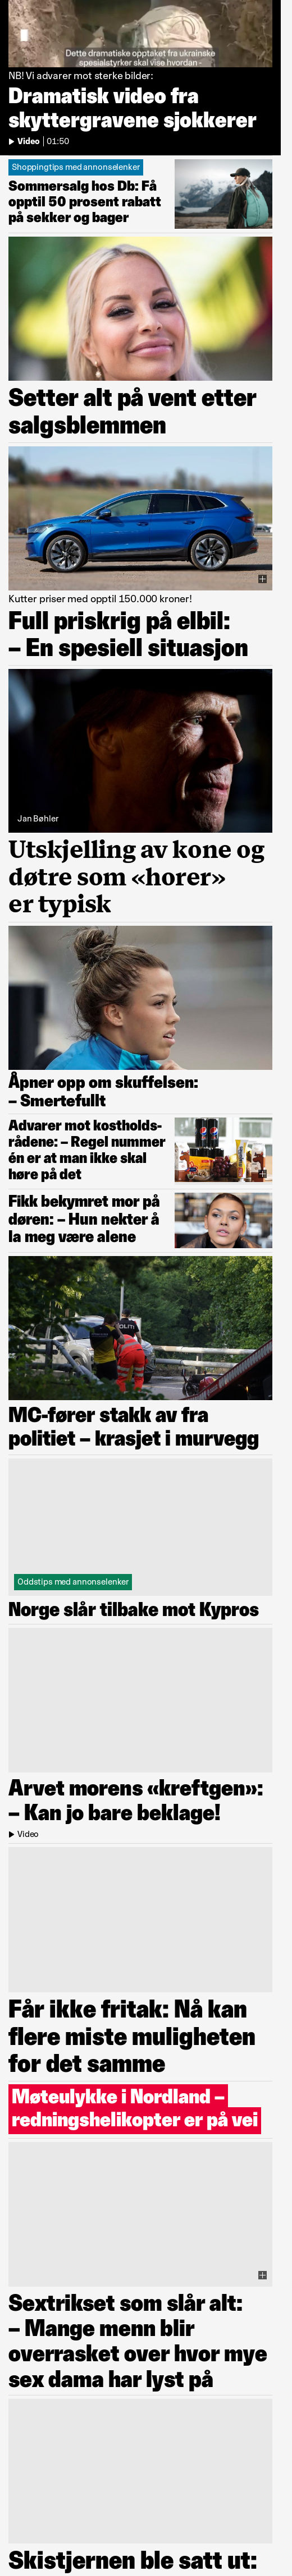 Dette dramatiske opptaket fra ukrainske
spesialstyrker skal vise hvordan -
NB! Vi advarer mot sterke bilder:
Dramatisk video fra
skyttergravene sjokkerer
Video | 01:50
Shoppingtips med annonselenker
Sommersalg hos Db: Få
opptil 50 prosent rabatt
på sekker og bager
Setter alt på vent etter
salgsblemmen
Kutter priser med opptil 150.000 kroner!
Full priskrig på elbil:
– En spesiell situasjon
Jan Bøhler
Utskjelling av kone og
døtre som «horer»
er typisk
Åpner opp om skuffelsen:
– Smertefullt
Advarer mot kostholds-
rådene: – Regel nummer
én er at man ikke skal
høre på det
Fikk bekymret mor på
døren: – Hun nekter å
la meg være alene
POLITI
MC-fører stakk av fra
politiet – krasjet i murvegg
Oddstips med annonselenker
Norge slår tilbake mot Kypros
Arvet morens «kreftgen»:
– Kan jo bare beklage!
Video
Får ikke fritak: Nå kan
flere miste muligheten
for det samme
Møteulykke i Nordland –
redningshelikopter er på vei
Sextrikset som slår alt:
– Mange menn blir
overrasket over hvor mye
sex dama har lyst på
Skistjernen ble satt ut: